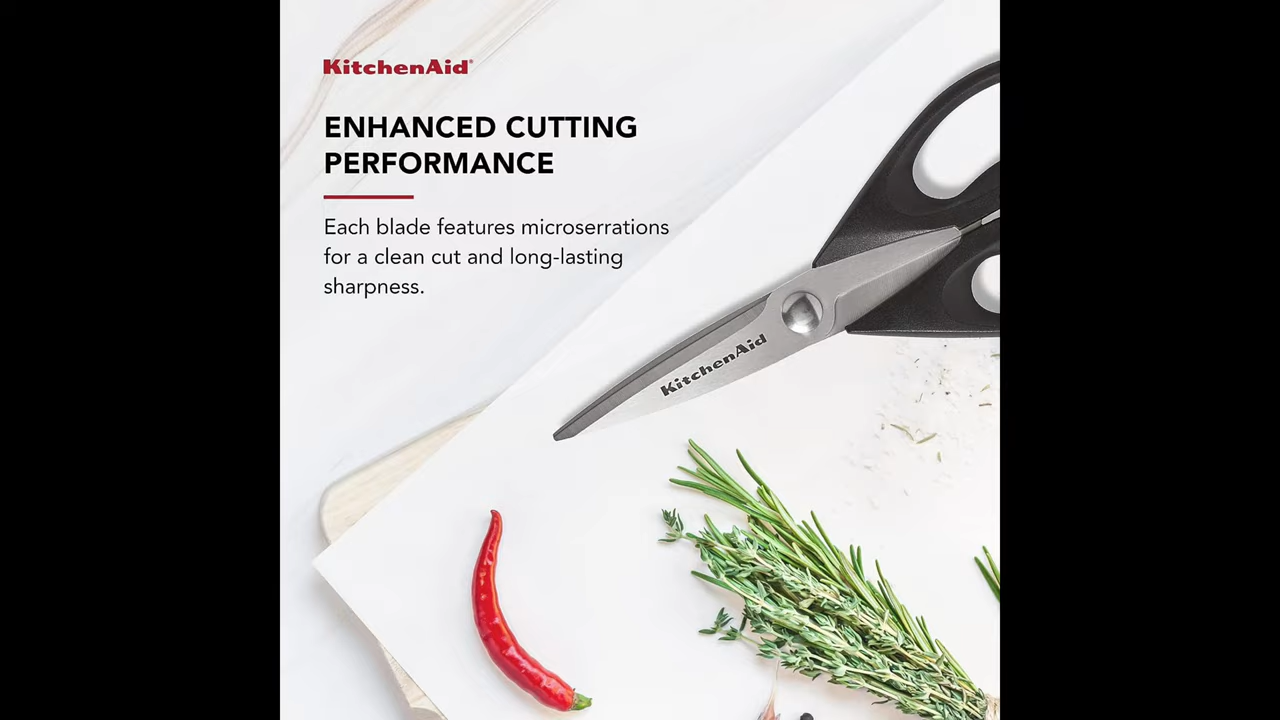 KitchenAid®
ENHANCED CUTTING
PERFORMANCE
Each blade features microserrations
for a clean cut and long-lasting
sharpness.
KitchenAid